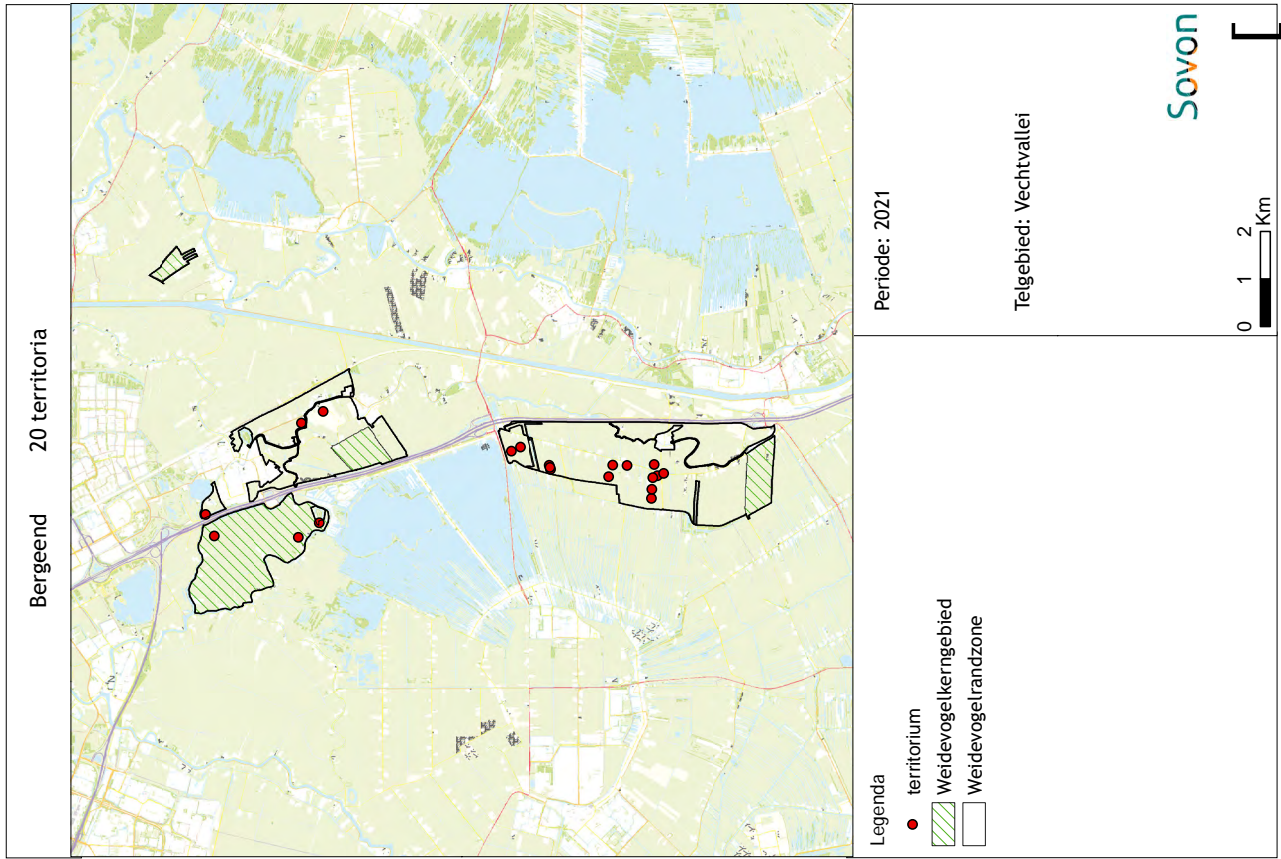 Bergeend 20 territoria
Legenda
territorium
Weidevogelkerngebied
Weidevogelrandzone
Periode: 2021
Telgebied: Vechtvallei
0 1 2
Km
Sovon